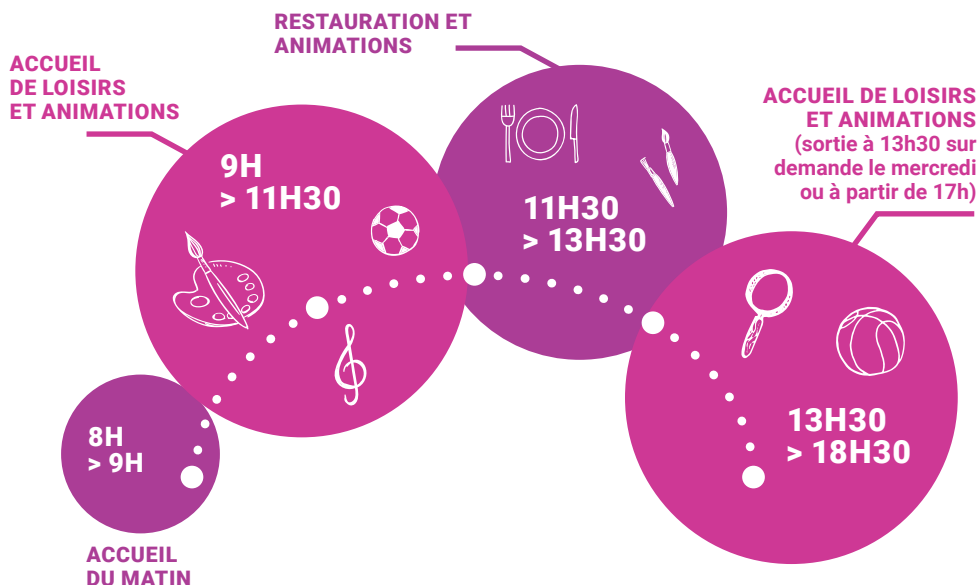 RESTAURATION ET
ANIMATIONS
ACCUEIL
DE LOISIRS
ET ANIMATIONS
ACCUEIL DE LOISIRS
ET ANIMATIONS
(sortie à 13h30 sur
demande le mercredi
ou à partir de 17h)
9H
> 11H30
11H30
> 13H30
13H30
> 18H30
8H
> 9H
ACCUEIL
DU MATIN